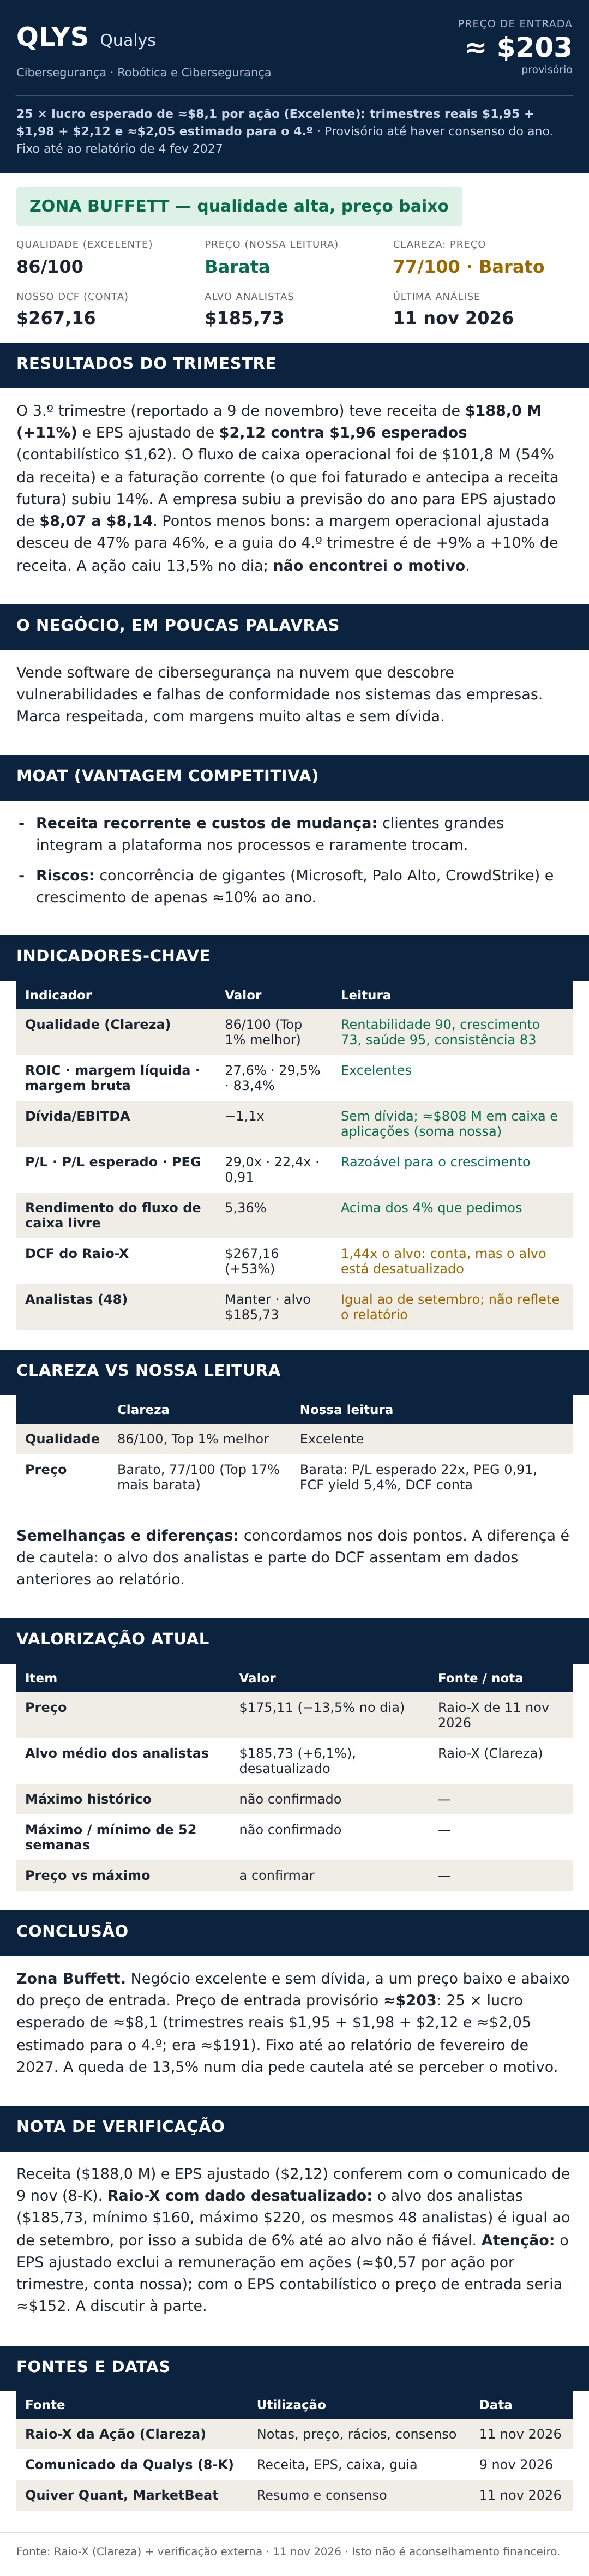 QLYS Qualys
PREÇO DE ENTRADA
≈ $203
provisório
Cibersegurança · Robótica e Cibersegurança
25 × lucro esperado de ≈$8,1 por ação (Excelente): trimestres reais $1,95 +
$1,98 + $2,12 e ≈$2,05 estimado para o 4.º · Provisório até haver consenso do ano.
Fixo até ao relatório de 4 fev 2027
ZONA BUFFETT — qualidade alta, preço baixo
QUALIDADE (EXCELENTE)
86/100
PREÇO (NOSSA LEITURA)
Barata
CLAREZA: PREÇO
77/100 · Barato
NOSSO DCF (CONTA)
$267,16
ALVO ANALISTAS
$185,73
ÚLTIMA ANÁLISE
11 nov 2026
RESULTADOS DO TRIMESTRE
O 3.º trimestre (reportado a 9 de novembro) teve receita de $188,0 M
(+11%) e EPS ajustado de $2,12 contra $1,96 esperados
(contabilístico $1,62). O fluxo de caixa operacional foi de $101,8 M (54%
da receita) e a faturação corrente (o que foi faturado e antecipa a receita
futura) subiu 14%. A empresa subiu a previsão do ano para EPS ajustado
de $8,07 a $8,14. Pontos menos bons: a margem operacional ajustada
desceu de 47% para 46%, e a guia do 4.º trimestre é de +9% a +10% de
receita. A ação caiu 13,5% no dia; não encontrei o motivo.
O NEGÓCIO, EM POUCAS PALAVRAS
Vende software de cibersegurança na nuvem que descobre
vulnerabilidades e falhas de conformidade nos sistemas das empresas.
Marca respeitada, com margens muito altas e sem dívida.
MOAT (VANTAGEM COMPETITIVA)
- Receita recorrente e custos de mudança: clientes grandes
integram a plataforma nos processos e raramente trocam.
- Riscos: concorrência de gigantes (Microsoft, Palo Alto, CrowdStrike) e
crescimento de apenas ≈10% ao ano.
INDICADORES-CHAVE
Indicador Valor Leitura
Qualidade (Clareza) 86/100 (Top 1% melhor) Rentabilidade 90, crescimento 73, saúde 95, consistência 83
ROIC · margem líquida · margem bruta 27,6% · 29,5% · 83,4% Excelentes
Dívida/EBITDA −1,1x Sem dívida; ≈$808 M em caixa e aplicações (soma nossa)
P/L · P/L esperado · PEG 29,0x · 22,4x · 0,91 Razoável para o crescimento
Rendimento do fluxo de caixa livre 5,36% Acima dos 4% que pedimos
DCF do Raio-X $267,16 (+53%) 1,44x o alvo: conta, mas o alvo está desatualizado
Analistas (48) Manter · alvo $185,73 Igual ao de setembro; não reflete o relatório
CLAREZA VS NOSSA LEITURA
Clareza Nossa leitura
Qualidade 86/100, Top 1% melhor Excelente
Preço Barato, 77/100 (Top 17% mais barata) Barata: P/L esperado 22x, PEG 0,91, FCF yield 5,4%, DCF conta
Semelhanças e diferenças: concordamos nos dois pontos. A diferença é
de cautela: o alvo dos analistas e parte do DCF assentam em dados
anteriores ao relatório.
VALORIZAÇÃO ATUAL
Item Valor Fonte / nota
Preço $175,11 (−13,5% no dia) Raio-X de 11 nov 2026
Alvo médio dos analistas $185,73 (+6,1%), desatualizado Raio-X (Clareza)
Máximo histórico não confirmado —
Máximo / mínimo de 52 semanas não confirmado —
Preço vs máximo a confirmar —
CONCLUSÃO
Zona Buffett. Negócio excelente e sem dívida, a um preço baixo e abaixo
do preço de entrada. Preço de entrada provisório ≈$203: 25 × lucro
esperado de ≈$8,1 (trimestres reais $1,95 + $1,98 + $2,12 e ≈$2,05
estimado para o 4.º; era ≈$191). Fixo até ao relatório de fevereiro de
2027. A queda de 13,5% num dia pede cautela até se perceber o motivo.
NOTA DE VERIFICAÇÃO
Receita ($188,0 M) e EPS ajustado ($2,12) conferem com o comunicado de
9 nov (8-K). Raio-X com dado desatualizado: o alvo dos analistas
($185,73, mínimo $160, máximo $220, os mesmos 48 analistas) é igual ao
de setembro, por isso a subida de 6% até ao alvo não é fiável. Atenção: o
EPS ajustado exclui a remuneração em ações (≈$0,57 por ação por
trimestre, conta nossa); com o EPS contabilístico o preço de entrada seria
≈$152. A discutir à parte.
FONTES E DATAS
Fonte Utilização Data
Raio-X da Ação (Clareza) Notas, preço, rácios, consenso 11 nov 2026
Comunicado da Qualys (8-K) Receita, EPS, caixa, guia 9 nov 2026
Quiver Quant, MarketBeat Resumo e consenso 11 nov 2026
Fonte: Raio-X (Clareza) + verificação externa · 11 nov 2026 · Isto não é aconselhamento financeiro.